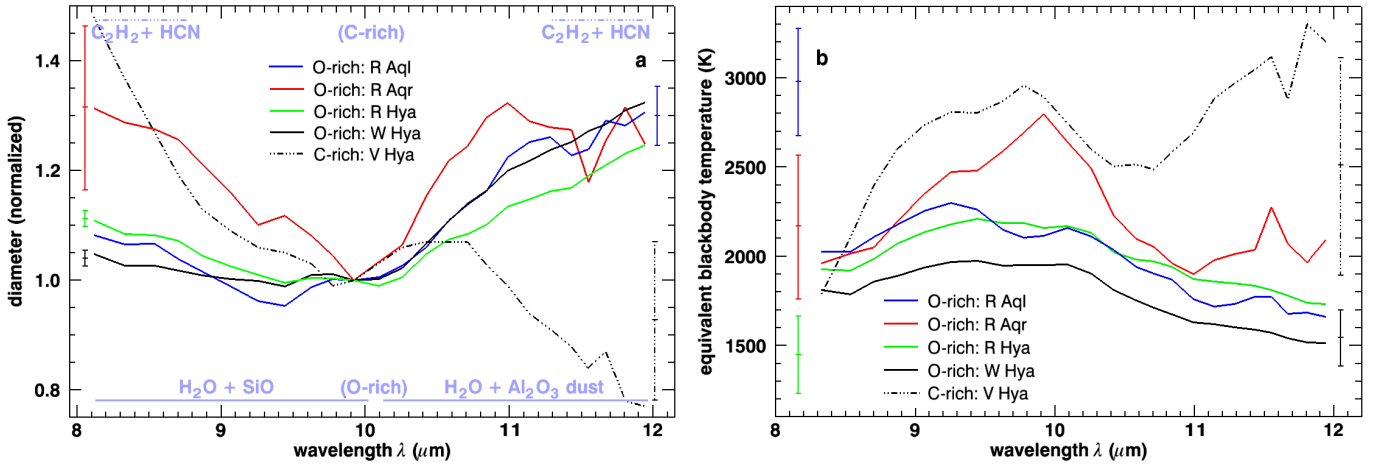 C2H2 + HCN (C-rich) C2H2 + HCN
a
O-rich: R Aql
O-rich: R Aqr
O-rich: R Hya
O-rich: W Hya
C-rich: V Hya
H2O + SiO (O-rich) H2O + Al2O3 dust
diameter (normalized)
1.4
1.2
1.0
0.8
8 9 10 11 12
wavelength λ (μm)
b
O-rich: R Aql
O-rich: R Aqr
O-rich: R Hya
O-rich: W Hya
C-rich: V Hya
equivalent blackbody temperature (K)
3000
2500
2000
1500
9 10 11 12
wavelength λ (μm)